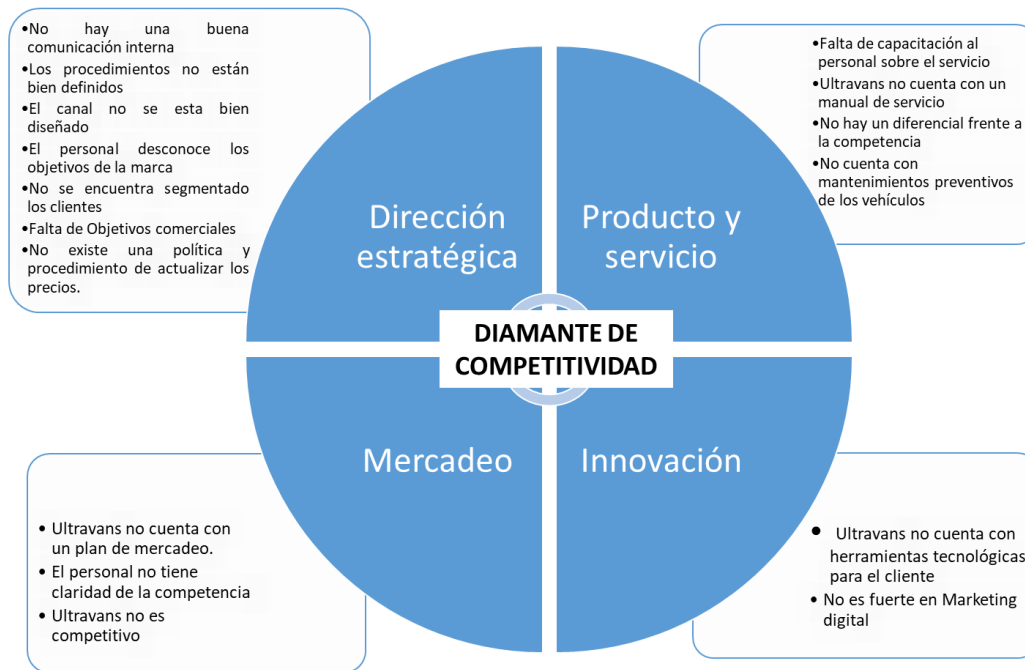 •No hay una buena
comunicación interna
•Los procedimientos no están
bien definidos
•El canal no se esta bien
diseñado
•El personal desconoce los
objetivos de la marca
•No se encuentra segmentado
los clientes
•Falta de Objetivos comerciales
•No existe una política y
procedimiento de actualizar los
precios.
•Falta de capacitación al
personal sobre el servicio
•Ultravans no cuenta con un
manual de servicio
•No hay un diferencial frente a
la competencia
•No cuenta con
mantenimientos preventivos
de los vehículos
Dirección
estratégica
Producto y
servicio
DIAMANTE DE
COMPETITIVIDAD
Mercadeo
Innovación
• Ultravans no cuenta con
un plan de mercadeo.
• El personal no tiene
claridad de la competencia
• Ultravans no es
competitivo
• Ultravans no cuenta con
herramientas tecnológicas
para el cliente
• No es fuerte en Marketing
digital